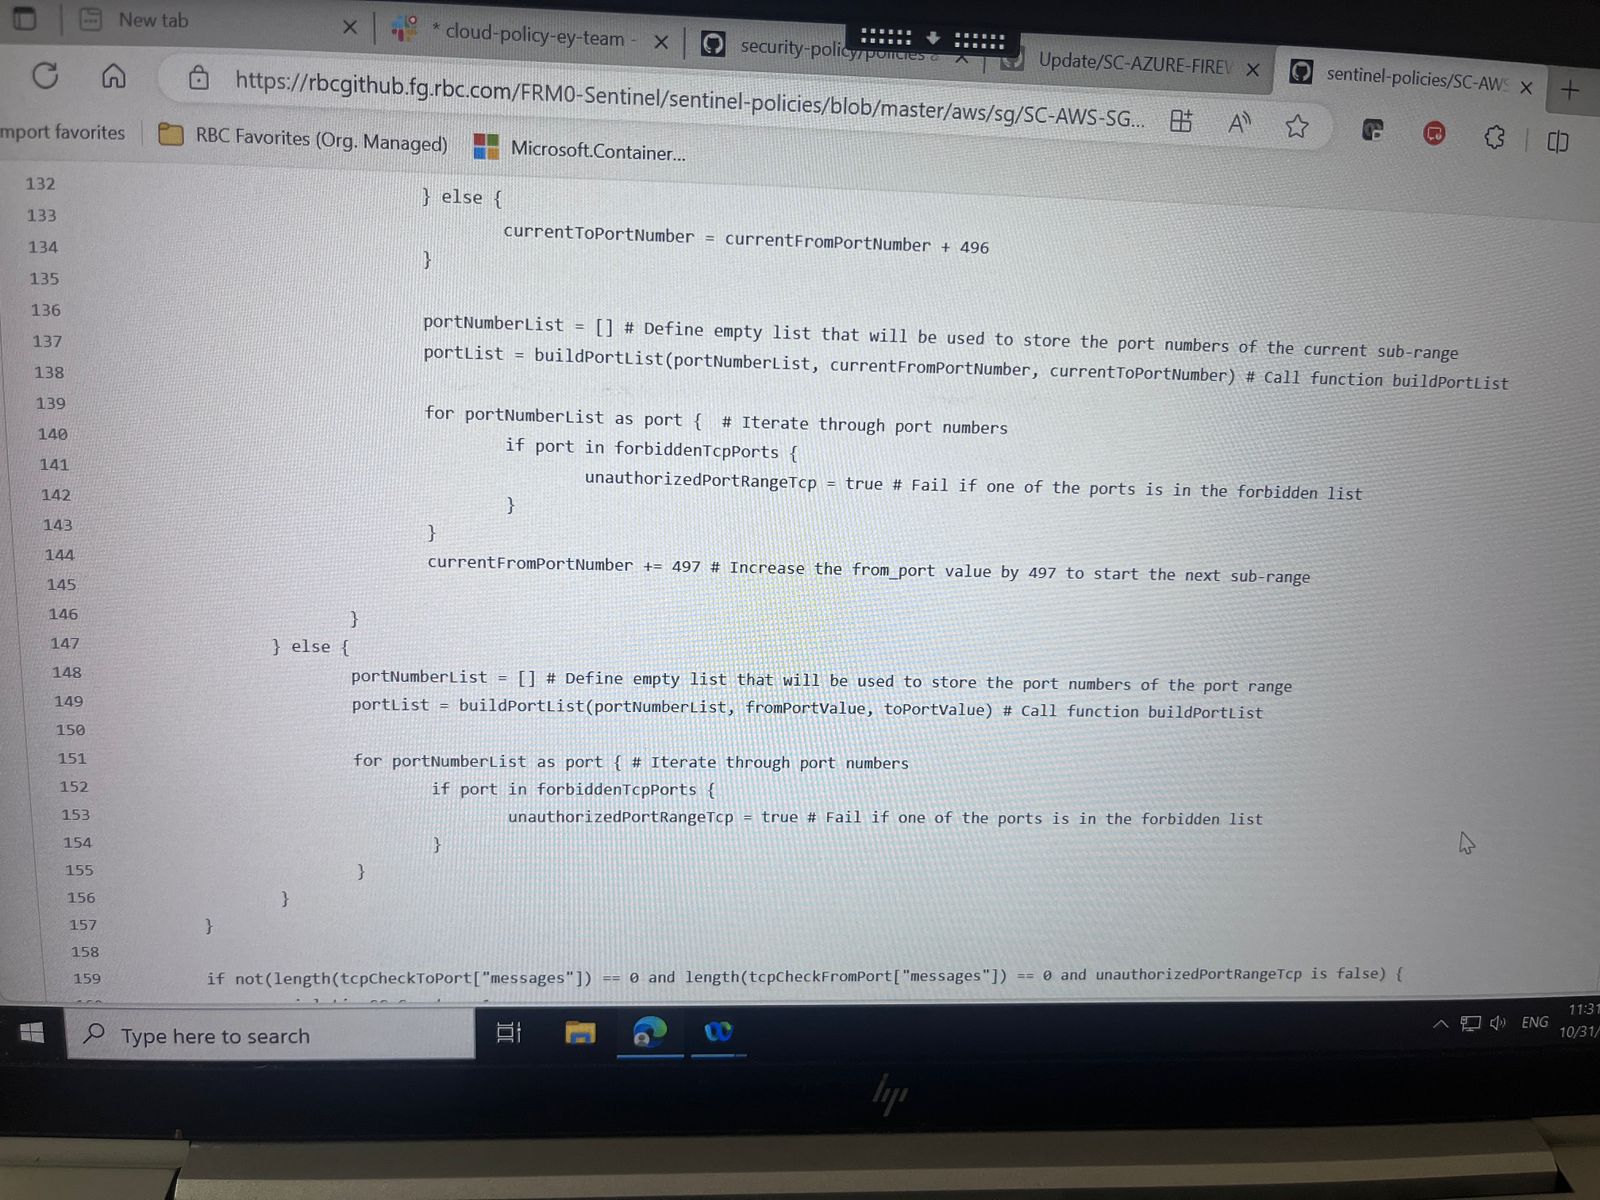 New tab
* cloud-policy-ey-team -
security-policy/policies
Update/SC-AZURE-FIREW
sentinel-policies/SC-AWS
https://rbcgithub.fg.rbc.com/FRM0-Sentinel/sentinel-policies/blob/master/aws/sg/SC-AWS-SG...
mport favorites
RBC Favorites (Org. Managed)
Microsoft.Container...
132 } else {
133 currentToPortNumber = currentFromPortNumber + 496
134 }
135
136 portNumberList = [] # Define empty list that will be used to store the port numbers of the current sub-range
137 portList = buildPortList(portNumberList, currentFromPortNumber, currentToPortNumber) # Call function buildPortList
138
139 for portNumberList as port { # Iterate through port numbers
140 if port in forbiddenTcpPorts {
141 unauthorizedPortRangeTcp = true # Fail if one of the ports is in the forbidden list
142 }
143 }
144 currentFromPortNumber += 497 # Increase the from_port value by 497 to start the next sub-range
145
146 }
147 } else {
148 portNumberList = [] # Define empty list that will be used to store the port numbers of the port range
149 portList = buildPortList(portNumberList, fromPortValue, toPortValue) # Call function buildPortList
150
151 for portNumberList as port { # Iterate through port numbers
152 if port in forbiddenTcpPorts {
153 unauthorizedPortRangeTcp = true # Fail if one of the ports is in the forbidden list
154 }
155 }
156 }
157 }
158
159 if not(length(tcpCheckToPort["messages"]) == 0 and length(tcpCheckFromPort["messages"]) == 0 and unauthorizedPortRangeTcp is false) {
Type here to search
ENG
11:31
10/31/
hp